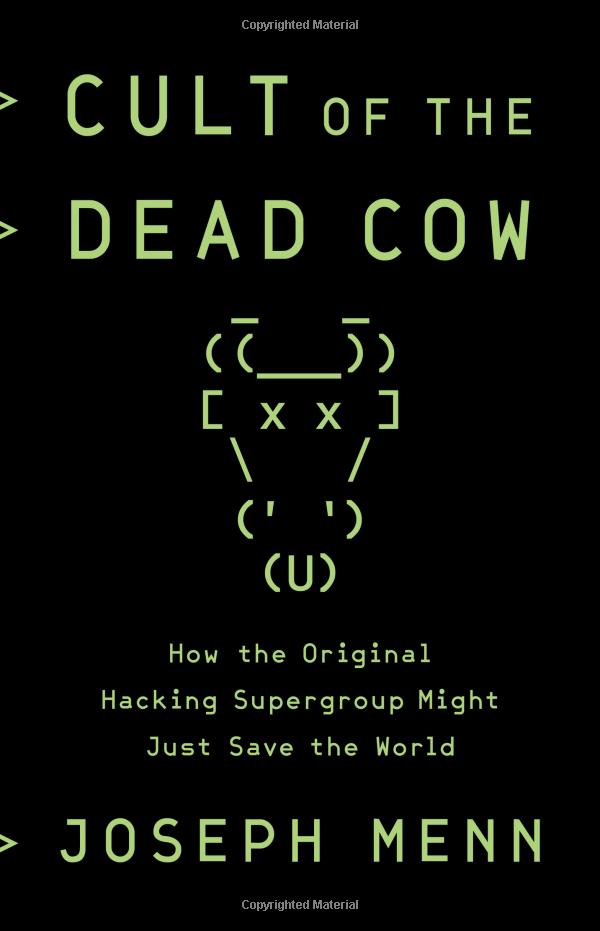 Copyrighted Material
> CULT OF THE
> DEAD COW
_   _
((___))
[ x x ]
\   /
(' ')
(U)
How the Original
Hacking Supergroup Might
Just Save the World
> JOSEPH MENN
Copyrighted Material